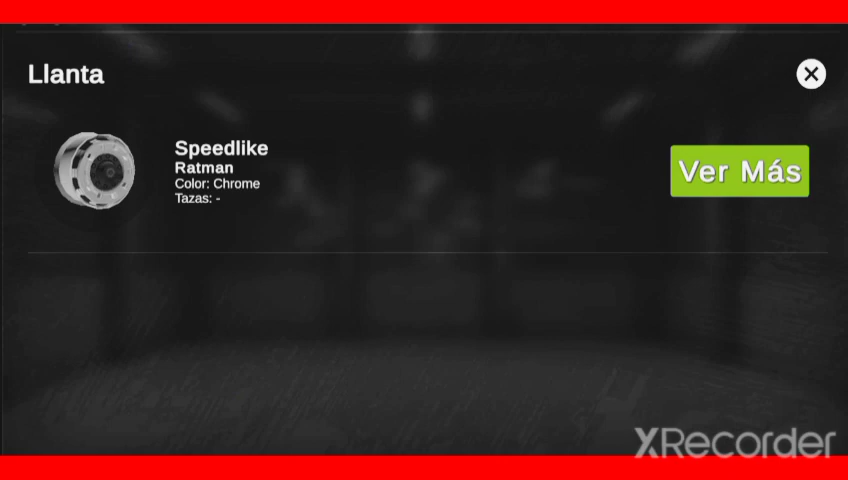 Llanta
Speedlike
Ratman
Color: Chrome
Tazas: -
Ver Más
XRecorder